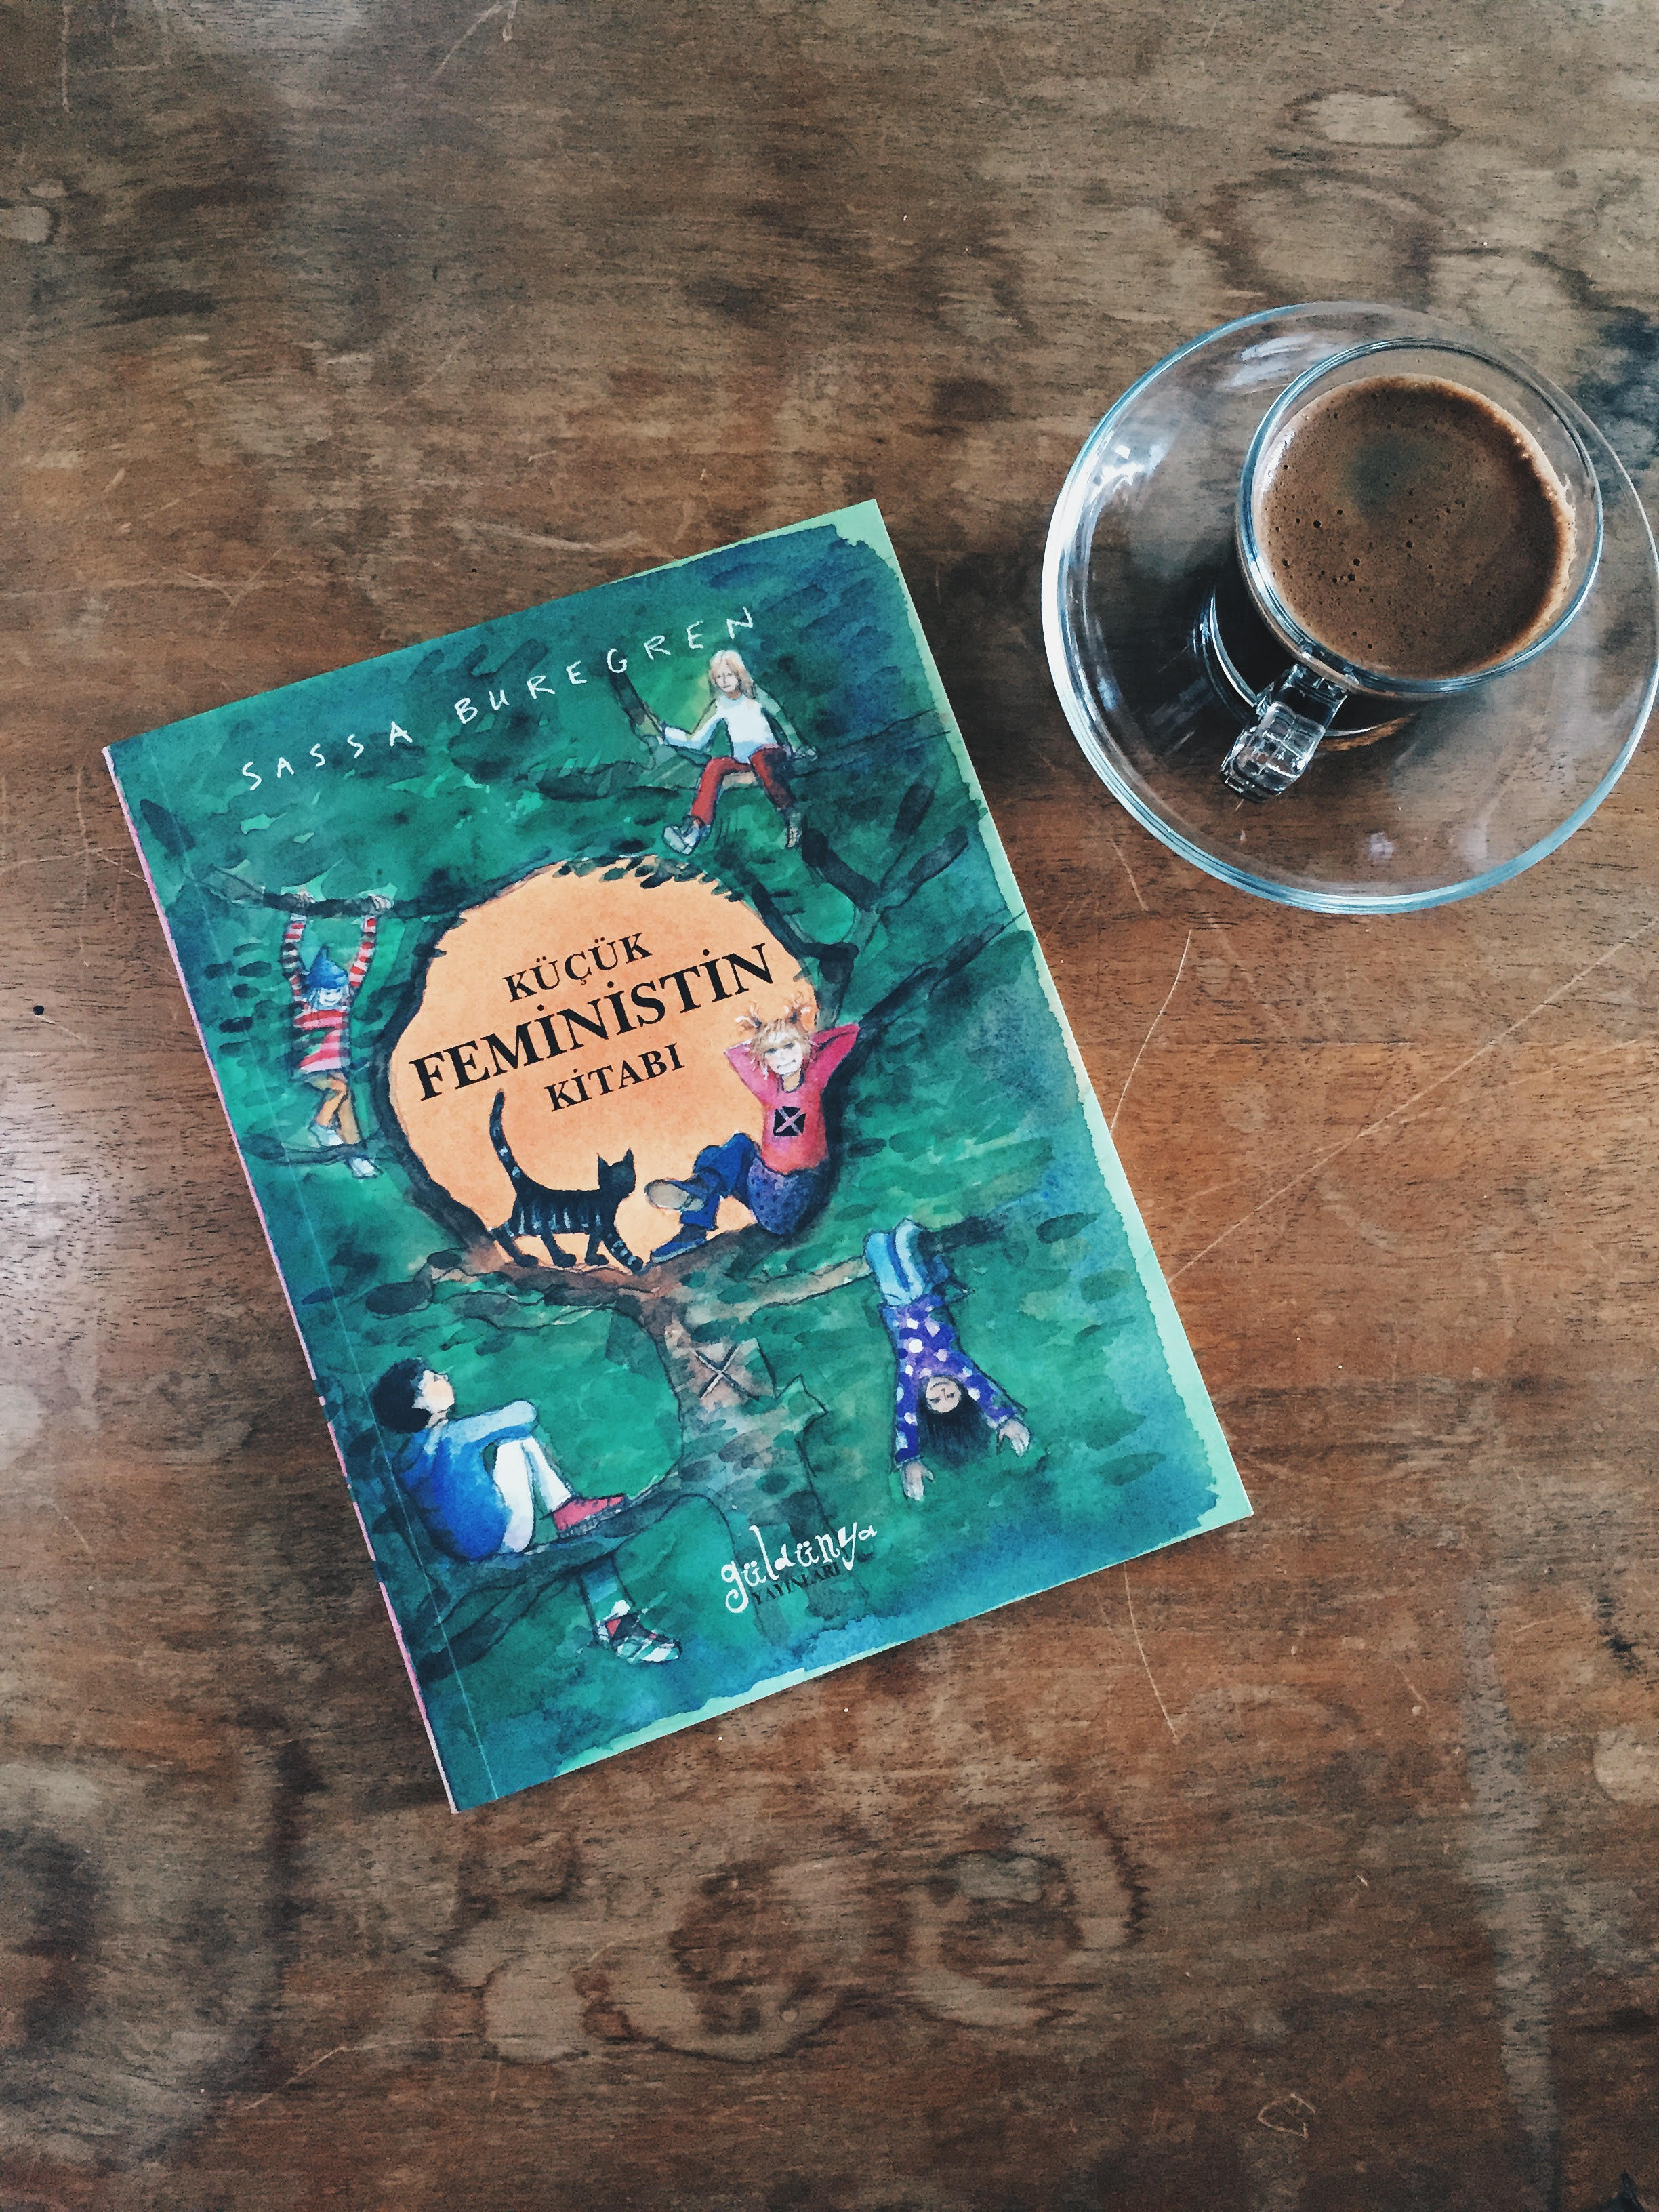 SASSA BUREGREN
KÜÇÜK
FEMİNİSTİN
KİTABI
güldünya
YAYINLARI